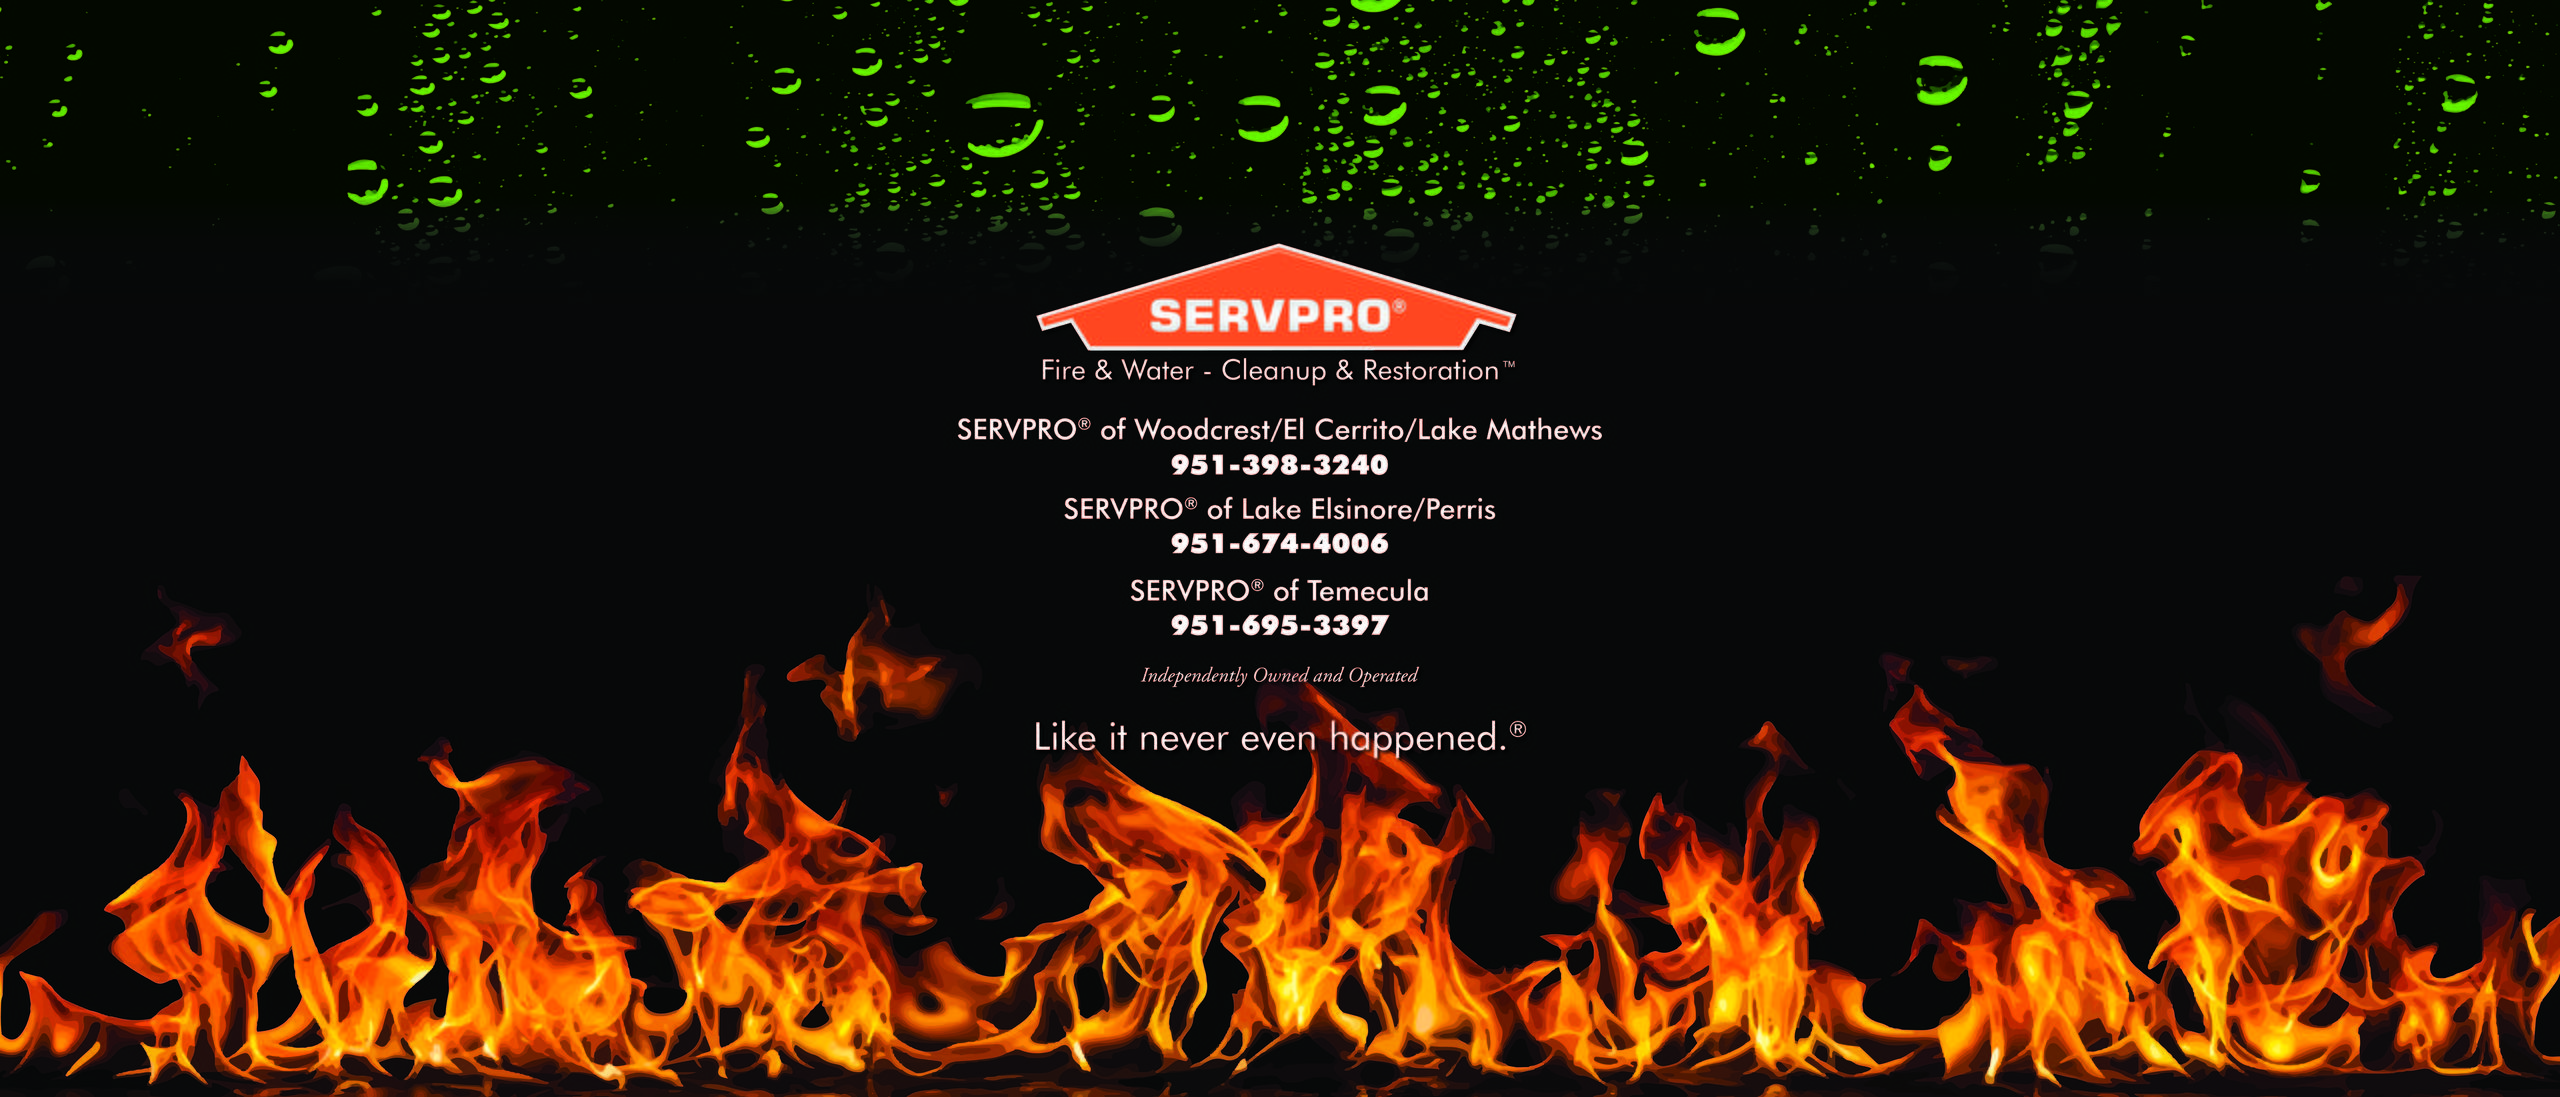 SERVPRO®
Fire & Water - Cleanup & Restoration™
SERVPRO® of Woodcrest/El Cerrito/Lake Mathews
951-398-3240
SERVPRO® of Lake Elsinore/Perris
951-674-4006
SERVPRO® of Temecula
951-695-3397
Independently Owned and Operated
Like it never even happened.®